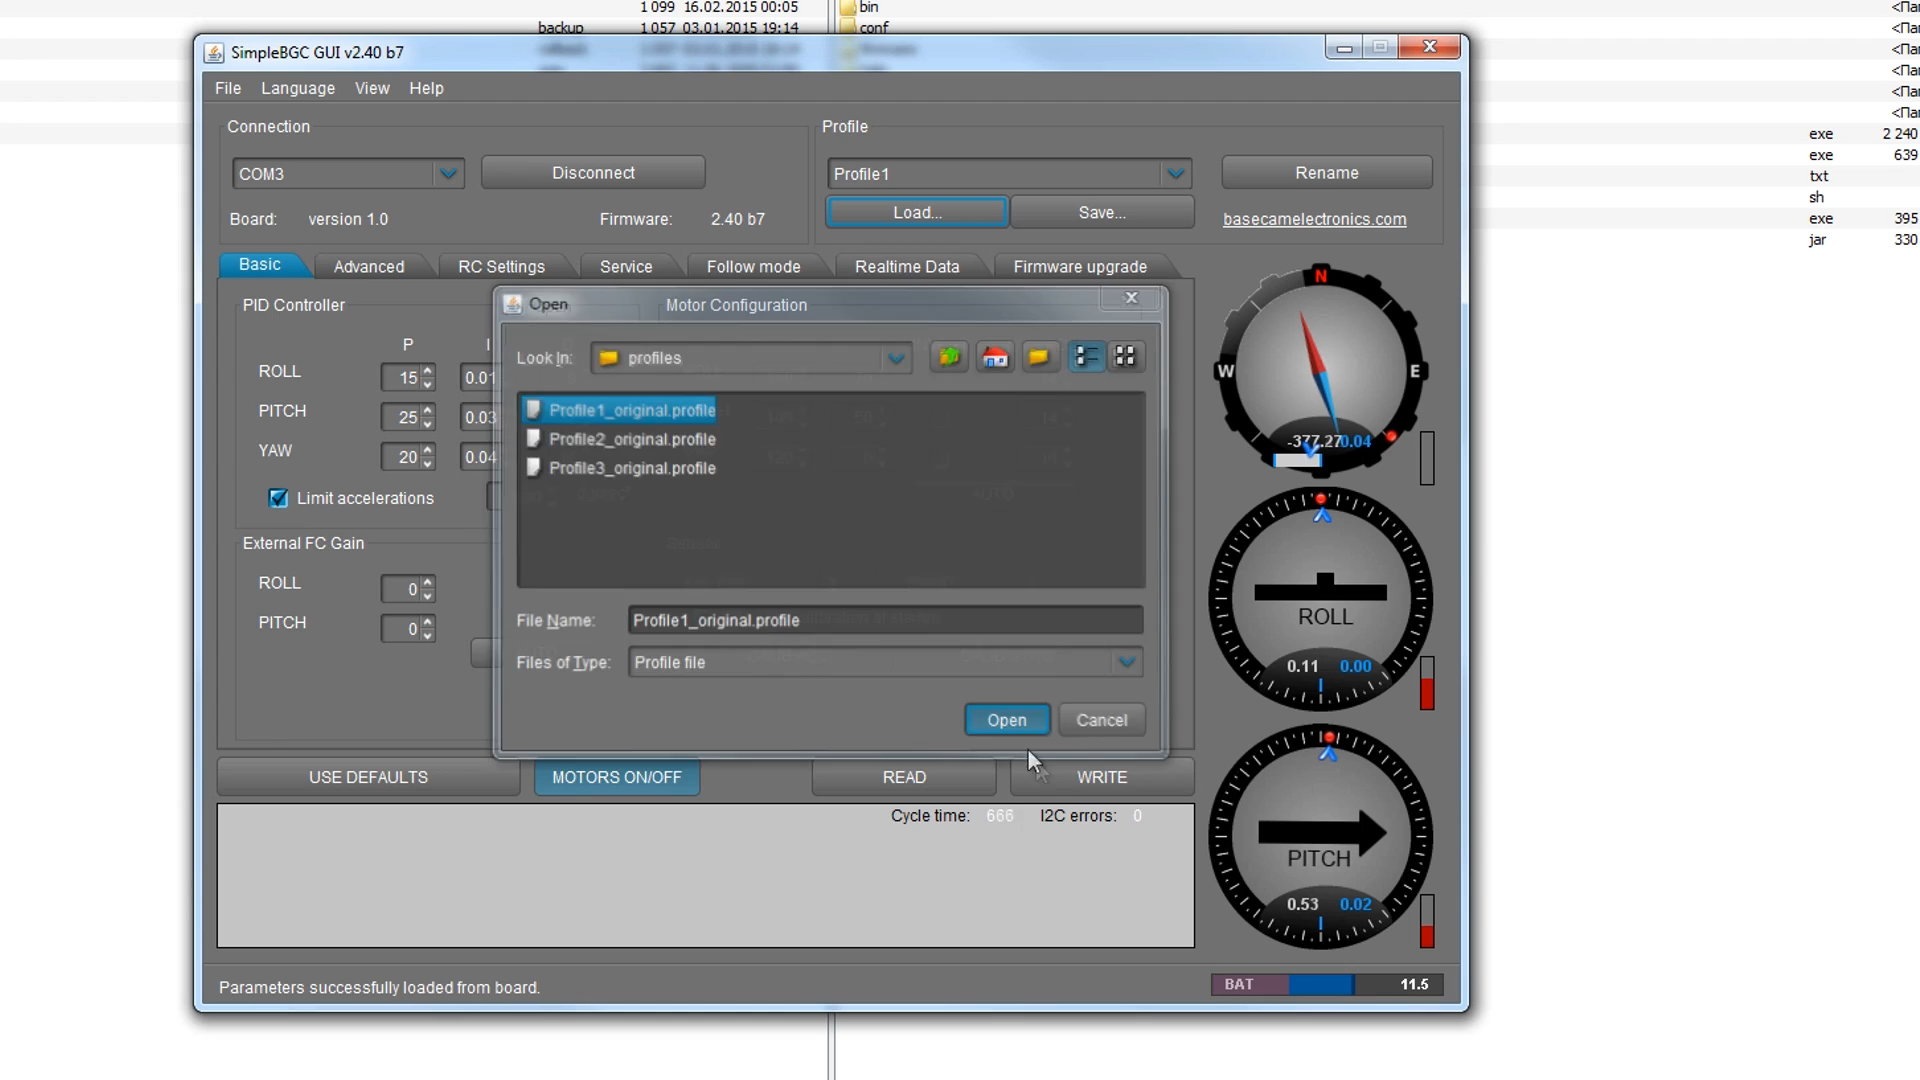 1 099 16.02.2015 00:05
bin
<Па
backup 1 057 03.01.2015 19:14
conf
<Па
SimpleBGC GUI v2.40 b7
<Па
<Па
File Language View Help
<Па
<Па
Connection
Profile
exe 2 240
exe 639
COM3
Disconnect
Profile1
Rename
txt
sh
Load...
Save...
Board: version 1.0
Firmware: 2.40 b7
basecamelectronics.com
exe 395
jar 330
Basic
Advanced
RC Settings
Service
Follow mode
Realtime Data
Firmware upgrade
N
PID Controller
Open
Motor Configuration
P
I
Look In: profiles
ROLL 15 0.01
W
E
PITCH 25 0.03
Profile1_original.profile
YAW 20 0.04
Profile2_original.profile
-377.27 0.04
Profile3_original.profile
Limit accelerations
AUTO
External FC Gain
ROLL 0
PITCH 0
File Name: Profile1_original.profile
ROLL
Files of Type: Profile file
0.11 0.00
Open
Cancel
USE DEFAULTS
MOTORS ON/OFF
READ
WRITE
Cycle time: 666
I2C errors: 0
PITCH
0.53 0.02
Parameters successfully loaded from board.
BAT 11.5